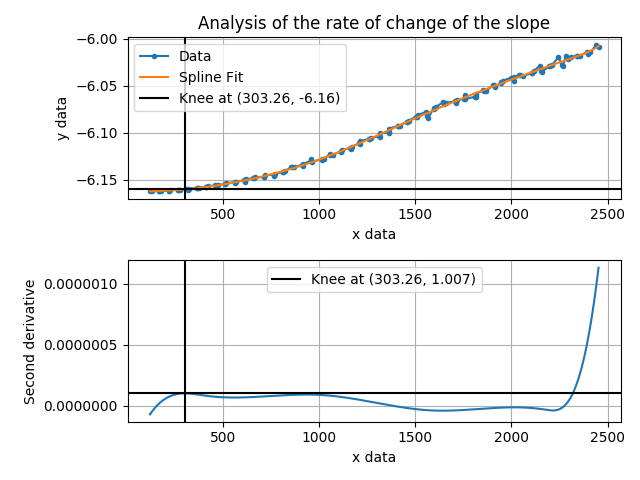 Analysis of the rate of change of the slope
−6.00
−6.05
−6.10
−6.15
y data
Data
Spline Fit
Knee at (303.26, -6.16)
500
1000
1500
2000
2500
x data
0.0000010
0.0000005
0.0000000
Second derivative
Knee at (303.26, 1.007)
500
1000
1500
2000
2500
x data